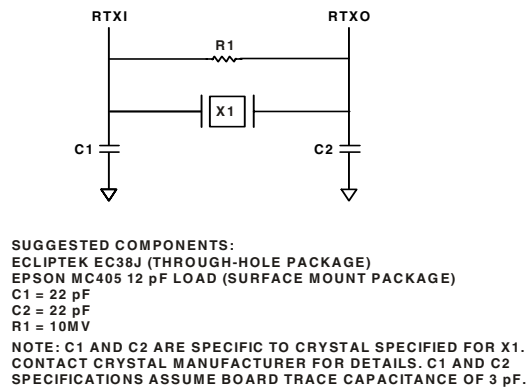 RTXI RTXO
R1
X1
C1 C2
SUGGESTED COMPONENTS:
ECLIPTEK EC38J (THROUGH-HOLE PACKAGE)
EPSON MC405 12 pF LOAD (SURFACE MOUNT PACKAGE)
C1 = 22 pF
C2 = 22 pF
R1 = 10MV
NOTE: C1 AND C2 ARE SPECIFIC TO CRYSTAL SPECIFIED FOR X1.
CONTACT CRYSTAL MANUFACTURER FOR DETAILS. C1 AND C2
SPECIFICATIONS ASSUME BOARD TRACE CAPACITANCE OF 3 pF.